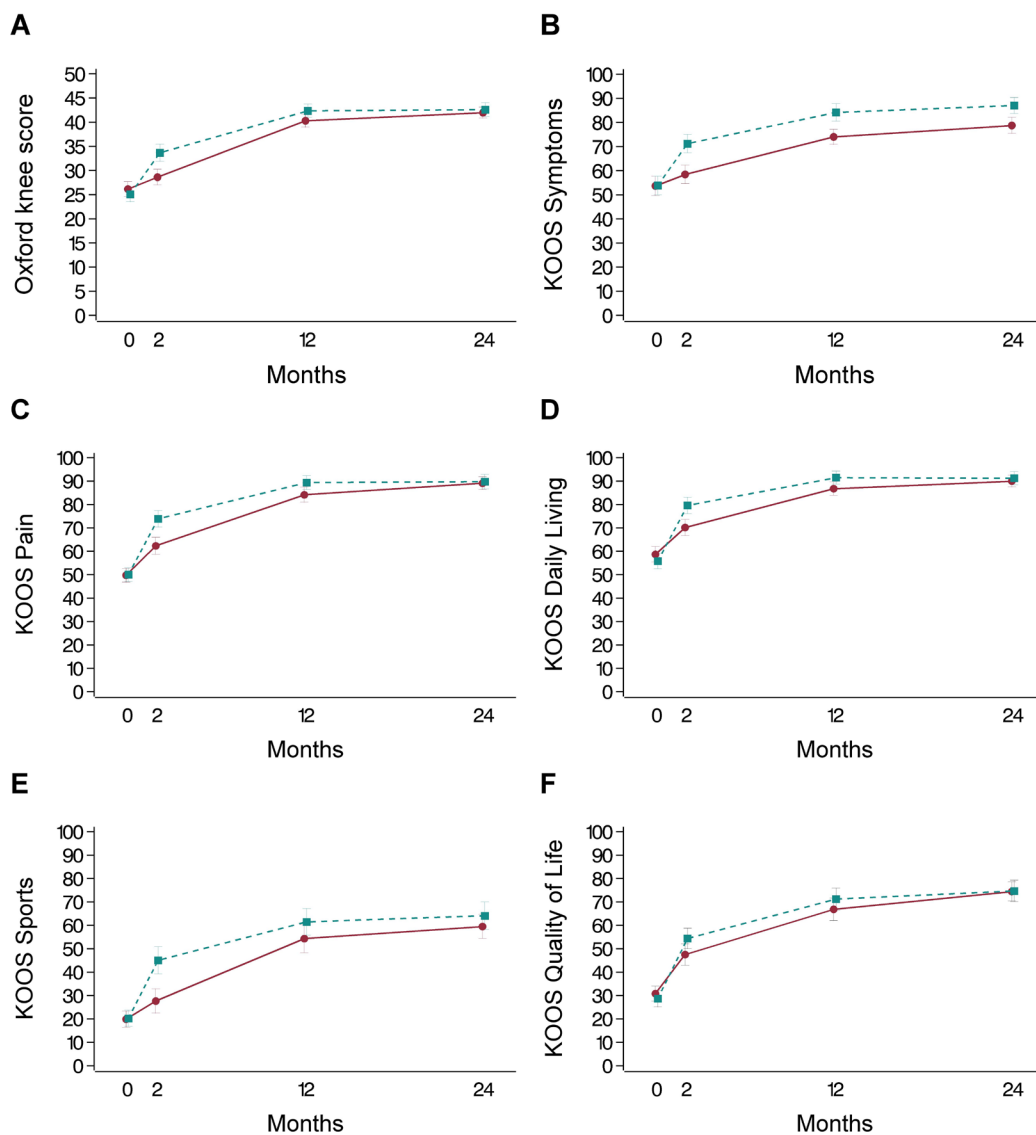 A
Oxford knee score
50
45
40
35
30
25
20
15
10
5
0
0 2 12 24
Months
B
KOOS Symptoms
100
90
80
70
60
50
40
30
20
10
0
0 2 12 24
Months
C
KOOS Pain
100
90
80
70
60
50
40
30
20
10
0
0 2 12 24
Months
D
KOOS Daily Living
100
90
80
70
60
50
40
30
20
10
0
0 2 12 24
Months
E
KOOS Sports
100
90
80
70
60
50
40
30
20
10
0
0 2 12 24
Months
F
KOOS Quality of Life
100
90
80
70
60
50
40
30
20
10
0
0 2 12 24
Months